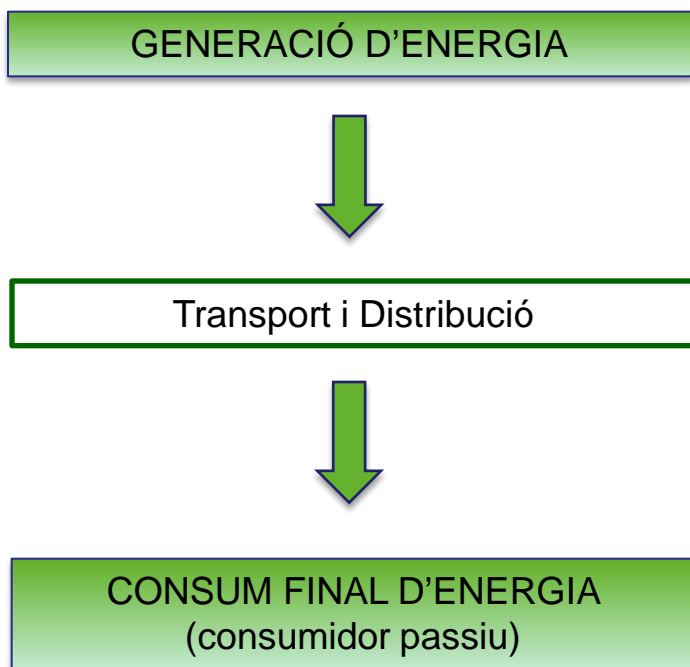 GENERACIÓ D’ENERGIA
Transport i Distribució
CONSUM FINAL D’ENERGIA
(consumidor passiu)